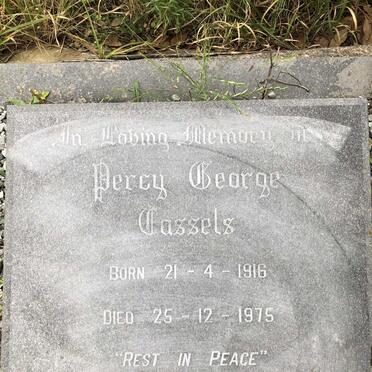 In Loving Memory of
Percy George
Cassels
BORN 21 - 4 - 1916
DIED 25 - 12 - 1975
"REST IN PEACE"